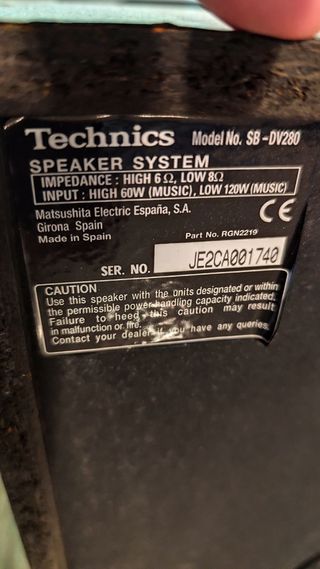 Technics Model No. SB-DV280
SPEAKER SYSTEM
IMPEDANCE : HIGH 6 Ω, LOW 8Ω
INPUT : HIGH 60W (MUSIC), LOW 120W (MUSIC)
Matsushita Electric España, S.A.
Girona Spain
Made in Spain
CE
Part No. RGN2219
SER. NO. JE2CA001740
CAUTION
Use this speaker with the units designated or within
the permissible power handling capacity indicated.
Failure to heed this caution may result
in malfunction or fire.
Contact your dealer if you have any queries.